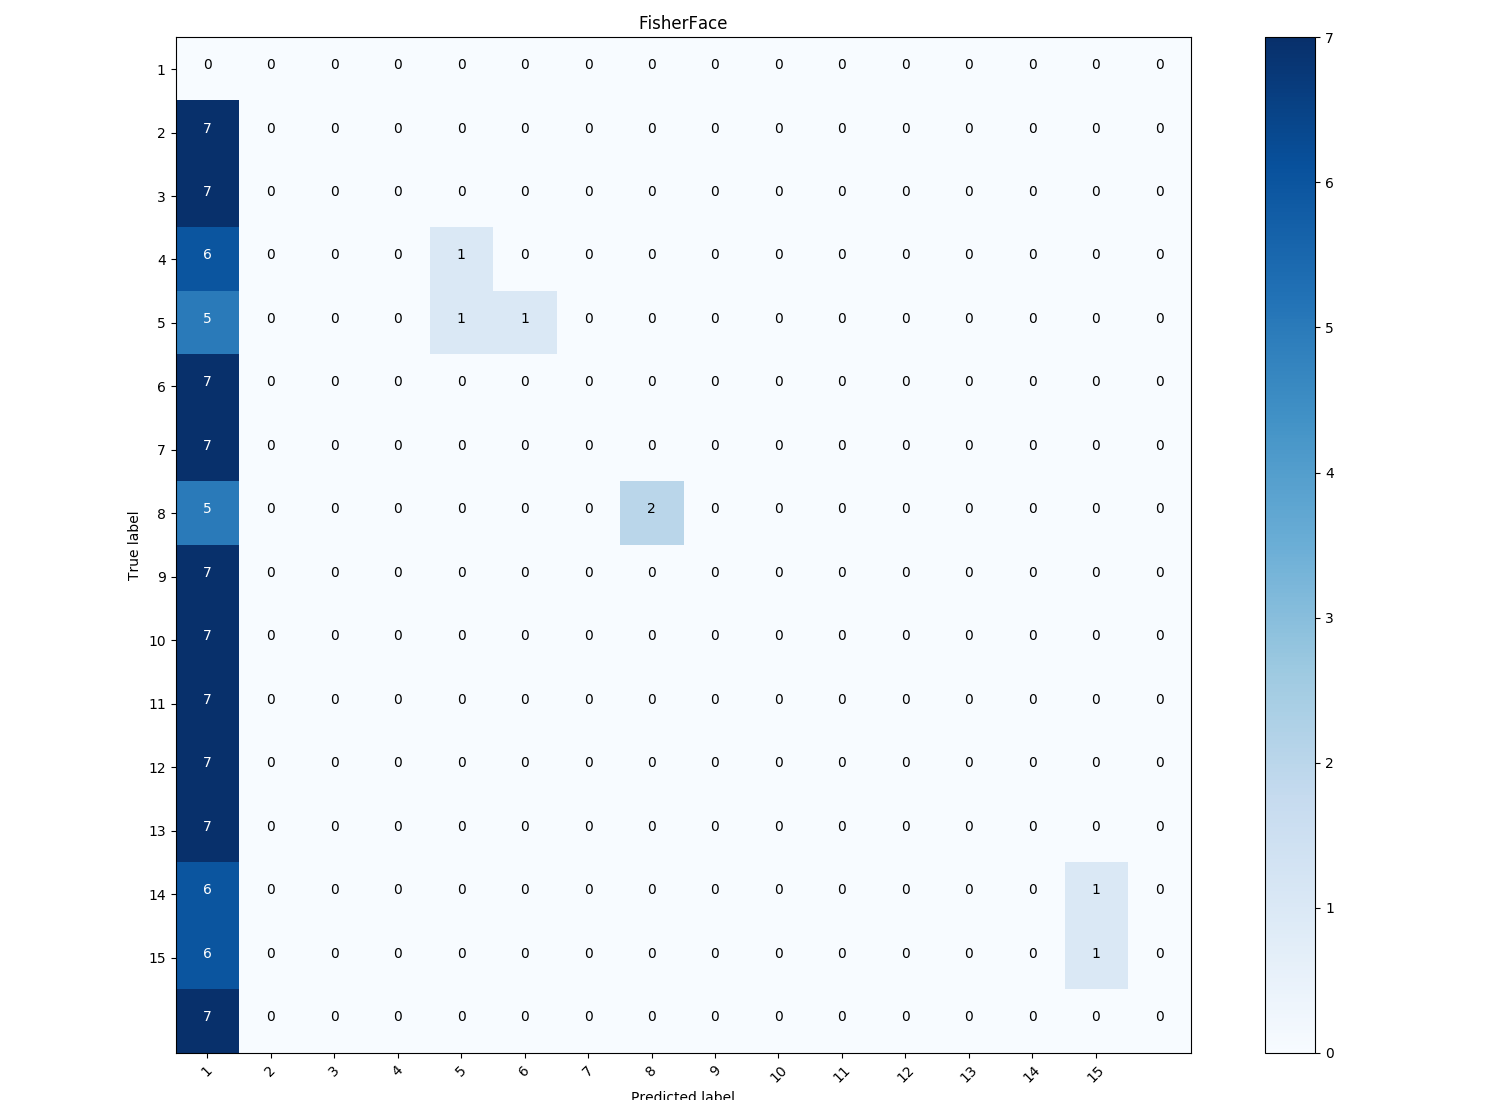 FisherFace
1 0 0 0 0 0 0 0 0 0 0 0 0 0 0 0 0
2 7 0 0 0 0 0 0 0 0 0 0 0 0 0 0 0
3 7 0 0 0 0 0 0 0 0 0 0 0 0 0 0 0
4 6 0 0 0 1 0 0 0 0 0 0 0 0 0 0 0
5 5 0 0 0 1 1 0 0 0 0 0 0 0 0 0 0
6 7 0 0 0 0 0 0 0 0 0 0 0 0 0 0 0
7 7 0 0 0 0 0 0 0 0 0 0 0 0 0 0 0
8 5 0 0 0 0 0 0 2 0 0 0 0 0 0 0 0
9 7 0 0 0 0 0 0 0 0 0 0 0 0 0 0 0
10 7 0 0 0 0 0 0 0 0 0 0 0 0 0 0 0
11 7 0 0 0 0 0 0 0 0 0 0 0 0 0 0 0
12 7 0 0 0 0 0 0 0 0 0 0 0 0 0 0 0
13 7 0 0 0 0 0 0 0 0 0 0 0 0 0 0 0
14 6 0 0 0 0 0 0 0 0 0 0 0 0 0 1 0
15 6 0 0 0 0 0 0 0 0 0 0 0 0 0 1 0
7 0 0 0 0 0 0 0 0 0 0 0 0 0 0 0
1 2 3 4 5 6 7 8 9 10 11 12 13 14 15
True label
Predicted label
7
6
5
4
3
2
1
0